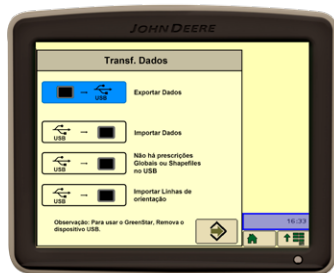 JOHN DEERE
Transf. Dados
USB
Exportar Dados
USB
Importar Dados
USB
Não há prescrições
Globais ou Shapefiles
no USB
USB
Importar Linhas de
orientação
Observação: Para usar o GreenStar, Remova o
dispositivo USB.
16:33